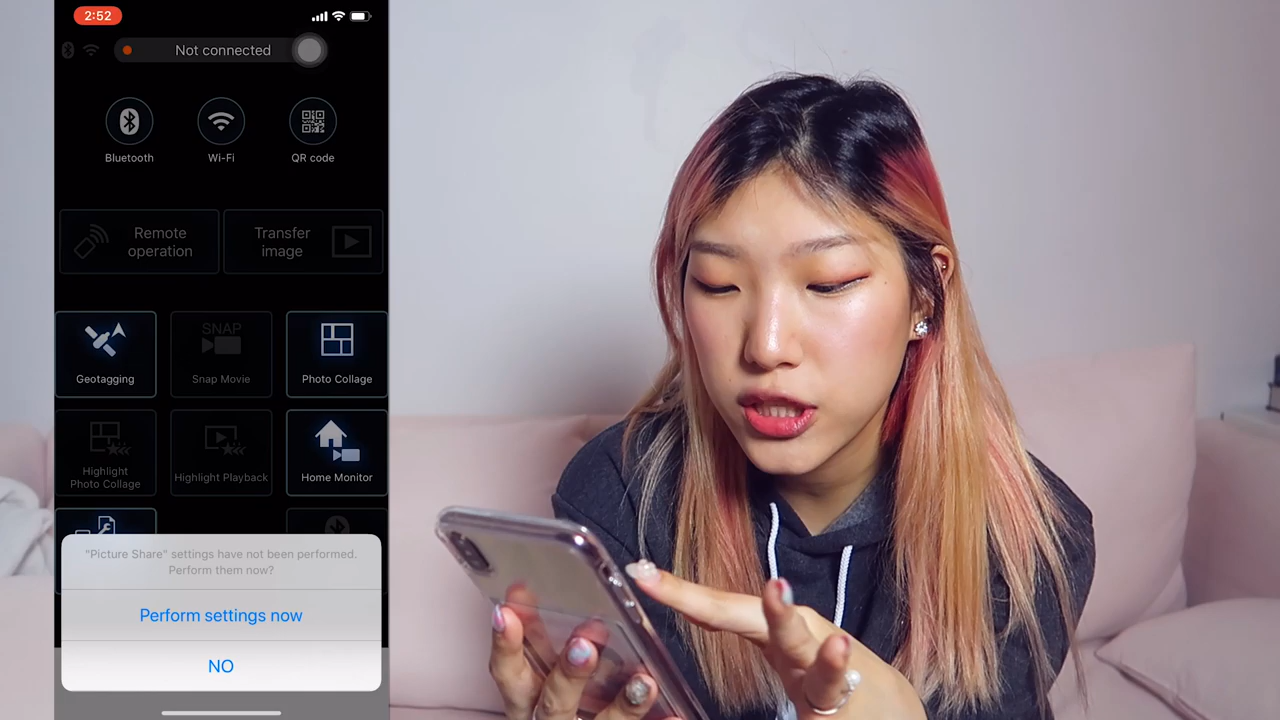 2:52
Not connected
Bluetooth
Wi-Fi
QR code
Remote
operation
Transfer
image
Geotagging
SNAP
Snap Movie
Photo Collage
Highlight
Photo Collage
Highlight Playback
Home Monitor
"Picture Share" settings have not been performed.
Perform them now?
Perform settings now
NO